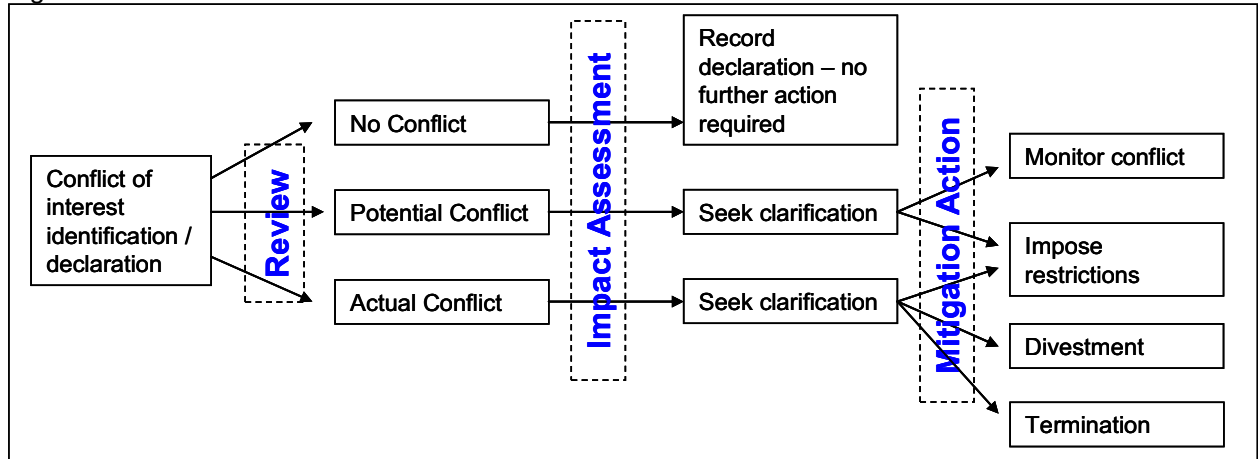 Conflict of
interest
identification /
declaration
Review
No Conflict
Potential Conflict
Actual Conflict
Impact Assessment
Record
declaration – no
further action
required
Seek clarification
Seek clarification
Mitigation Action
Monitor conflict
Impose
restrictions
Divestment
Termination